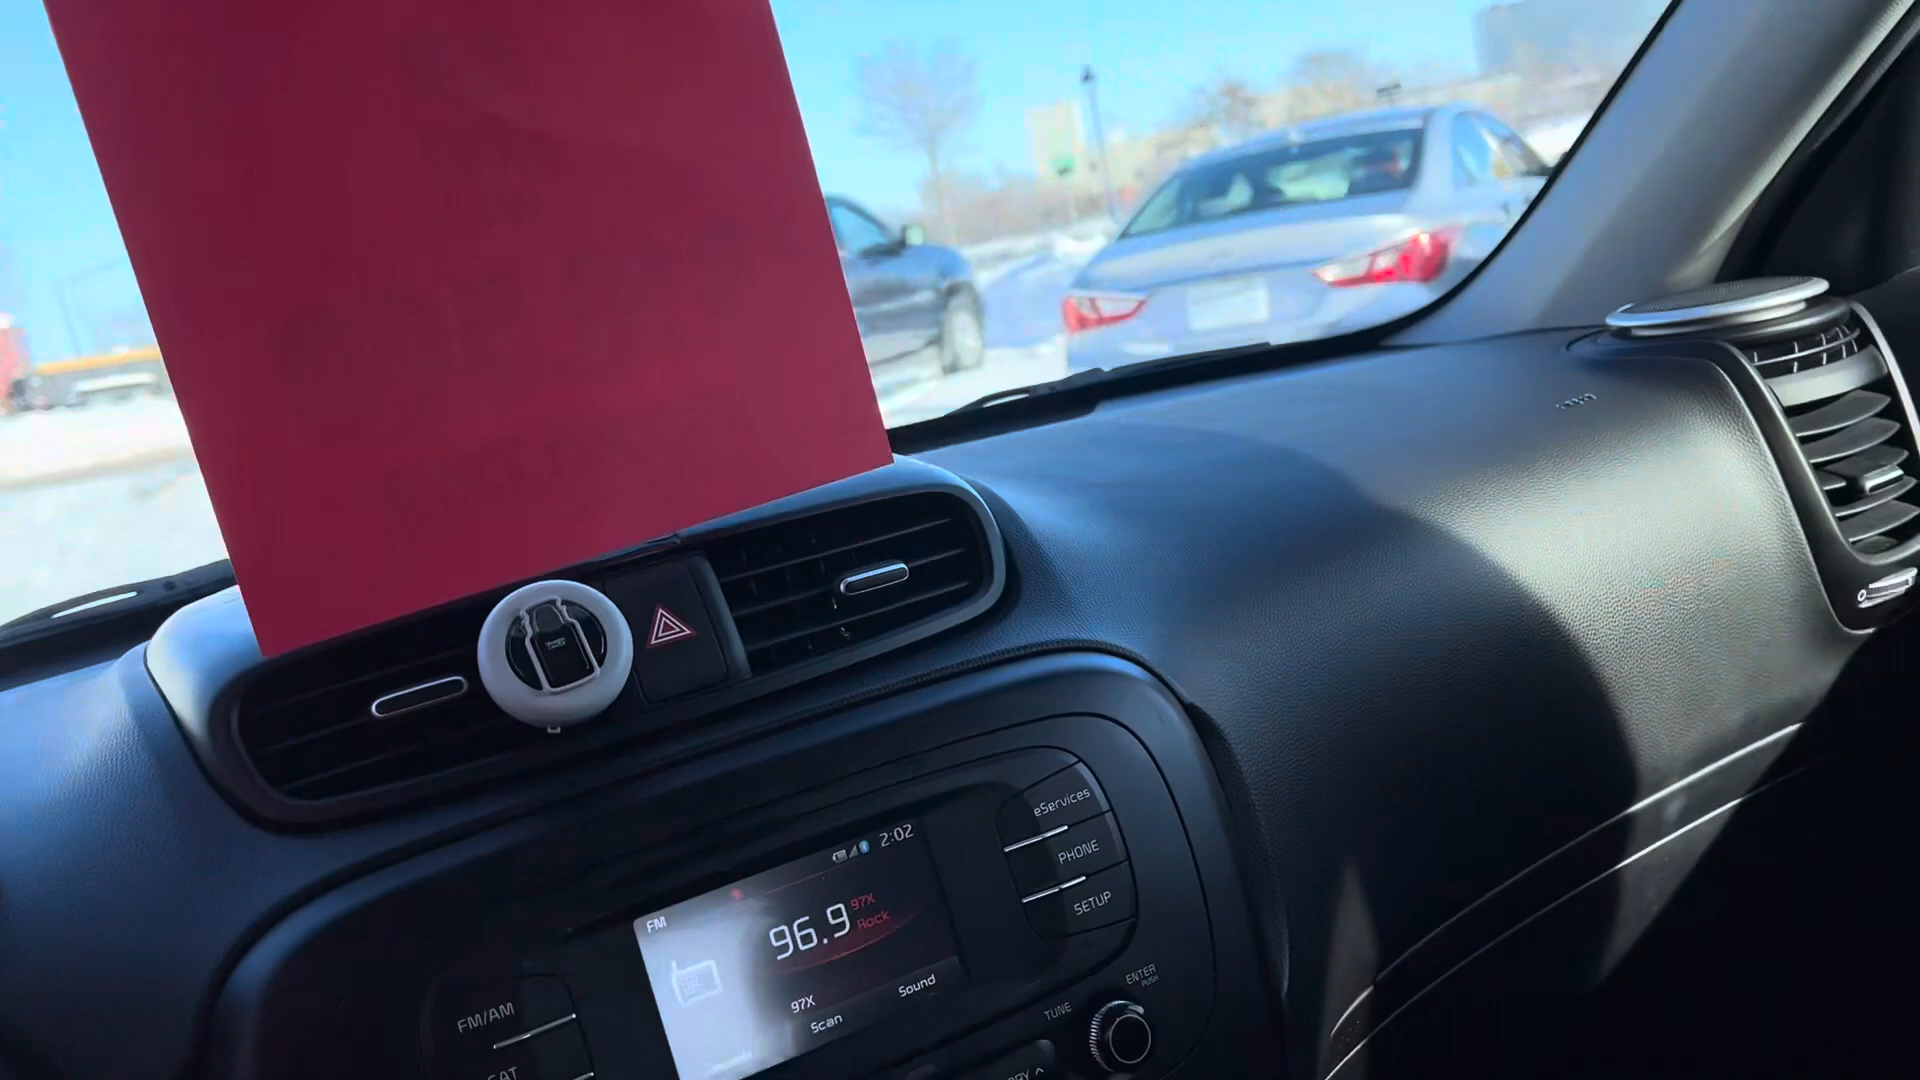 eServices
2:02
PHONE
FM
96.9
97X
Rock
SETUP
97X
Sound
Scan
ENTER
PUSH
TUNE
FM/AM